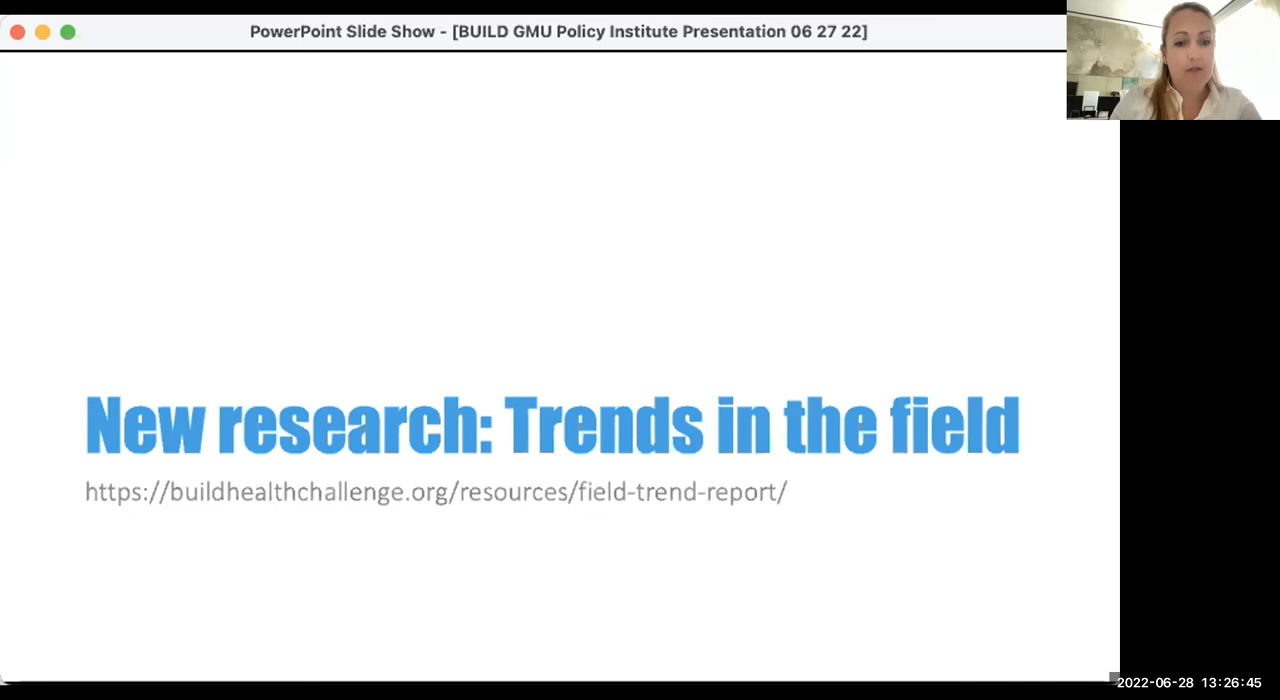 PowerPoint Slide Show - [BUILD GMU Policy Institute Presentation 06 27 22]
New research: Trends in the field
https://buildhealthchallenge.org/resources/field-trend-report/
2022-06-28 13:26:45